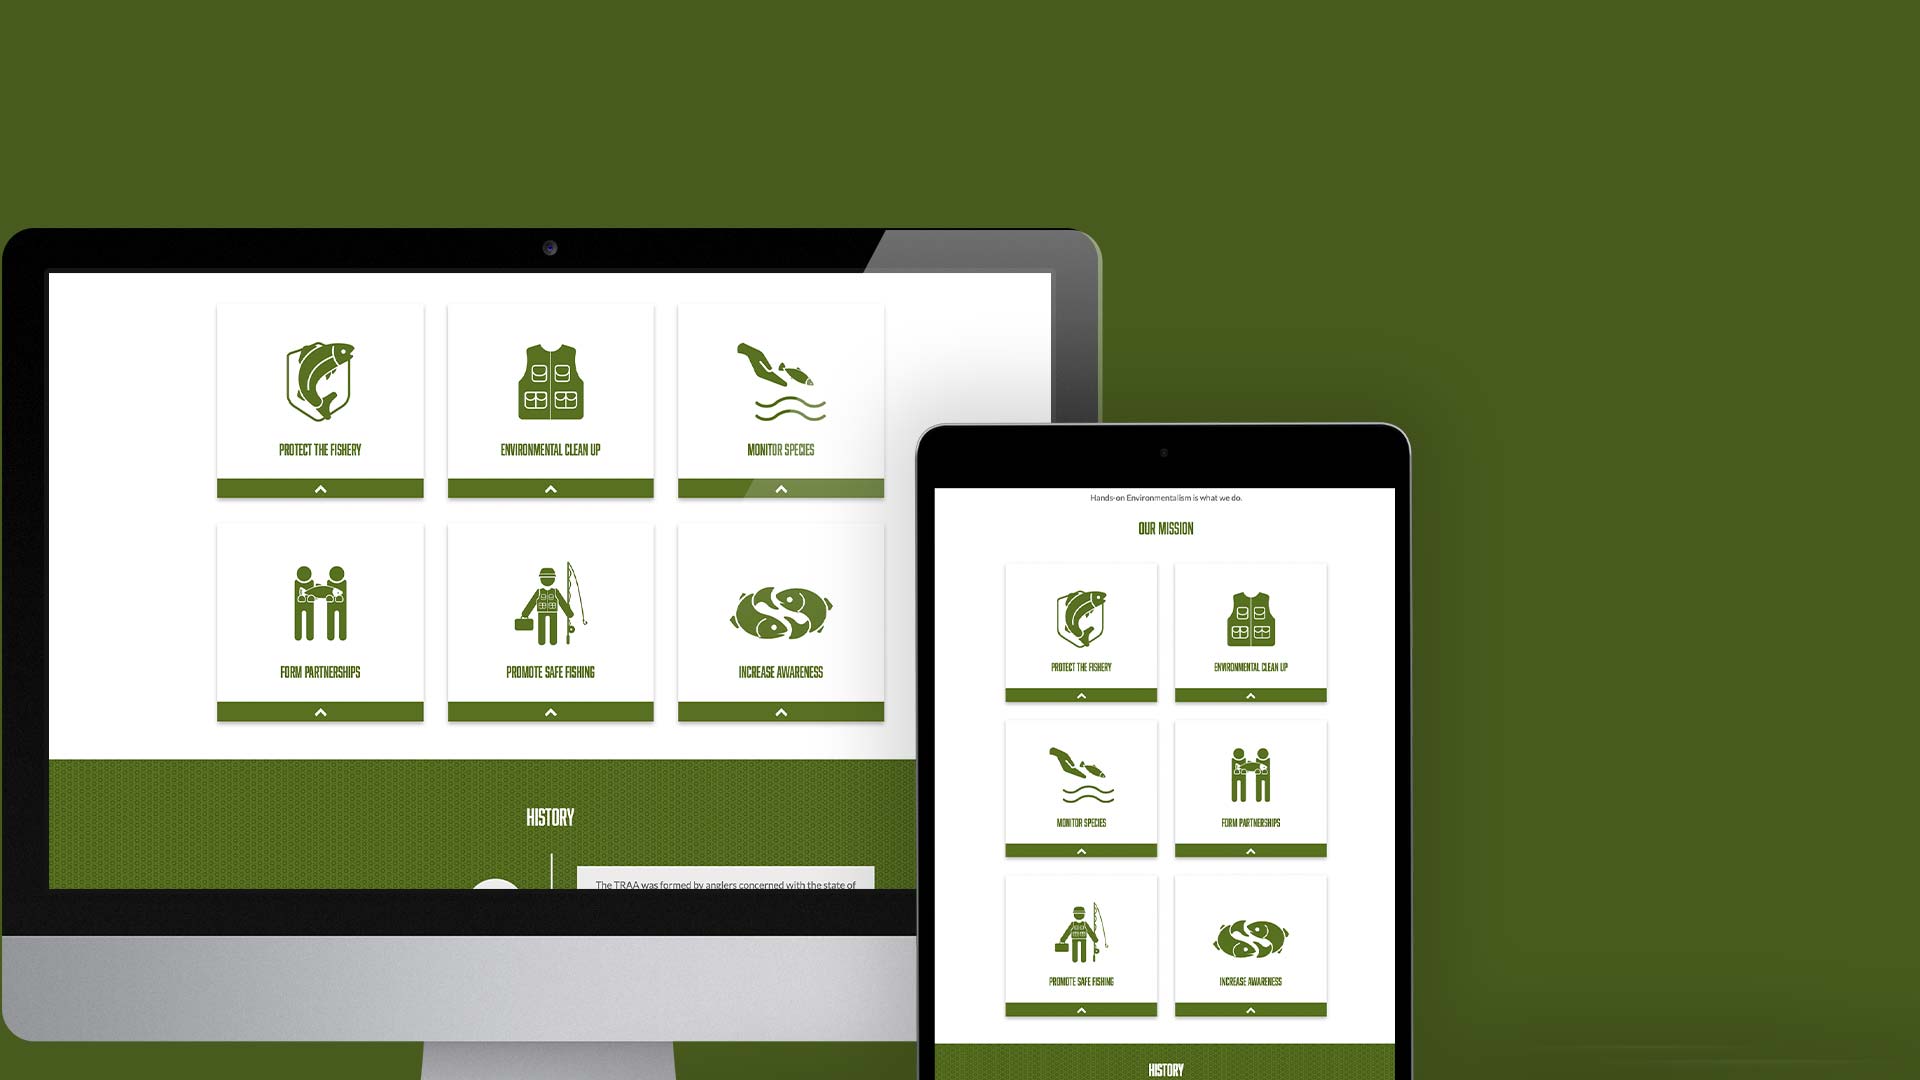 PROTECT THE FISHERY
ENVIRONMENTAL CLEAN UP
MONITOR SPECIES
FORM PARTNERSHIPS
PROMOTE SAFE FISHING
INCREASE AWARENESS
HISTORY
The TRAA was formed by anglers concerned with the state of
Hands-on Environmentalism is what we do.
OUR MISSION
PROTECT THE FISHERY
ENVIRONMENTAL CLEAN UP
MONITOR SPECIES
FORM PARTNERSHIPS
PROMOTE SAFE FISHING
INCREASE AWARENESS
HISTORY